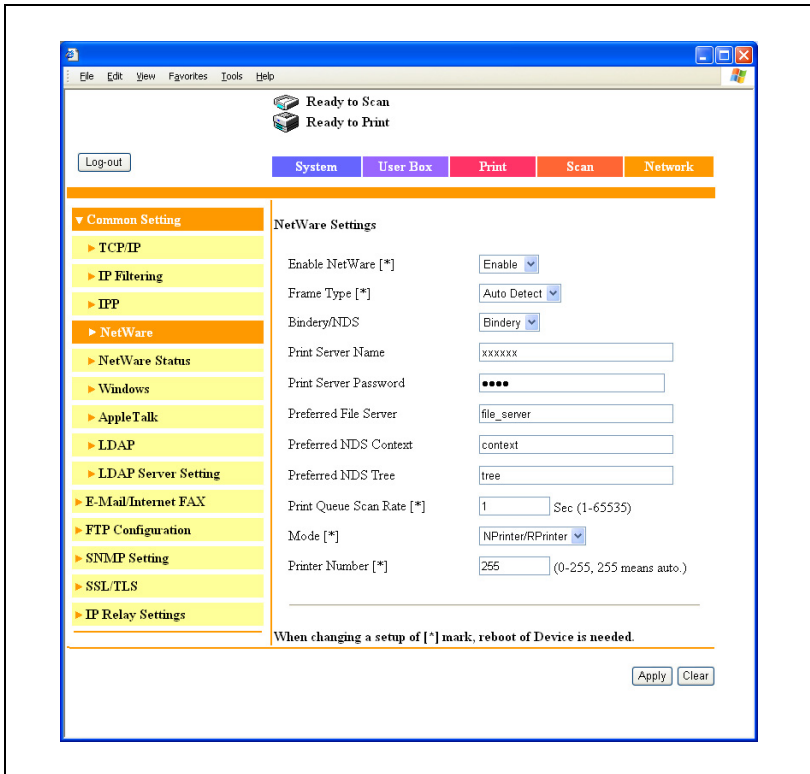 File Edit View Favorites Tools Help
Ready to Scan
Ready to Print
Log-out
System User Box Print Scan Network
▼ Common Setting
► TCP/IP
► IP Filtering
► IPP
► NetWare
► NetWare Status
► Windows
► AppleTalk
► LDAP
► LDAP Server Setting
► E-Mail/Internet FAX
► FTP Configuration
► SNMP Setting
► SSL/TLS
► IP Relay Settings
NetWare Settings
Enable NetWare [*] Enable
Frame Type [*] Auto Detect
Bindery/NDS Bindery
Print Server Name xxxxxx
Print Server Password ●●●●
Preferred File Server file_server
Preferred NDS Context context
Preferred NDS Tree tree
Print Queue Scan Rate [*] 1 Sec (1-65535)
Mode [*] NPrinter/RPrinter
Printer Number [*] 255 (0-255, 255 means auto.)
When changing a setup of [*] mark, reboot of Device is needed.
Apply Clear